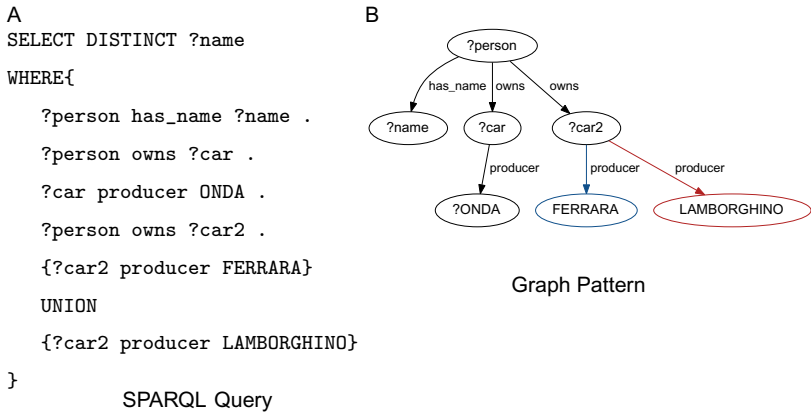 A
SELECT DISTINCT ?name
WHERE{
?person has_name ?name .
?person owns ?car .
?car producer ONDA .
?person owns ?car2 .
{?car2 producer FERRARA}
UNION
{?car2 producer LAMBORGHINO}
}
SPARQL Query
B
?person
has_name owns owns
?name ?car ?car2
producer producer producer
?ONDA FERRARA LAMBORGHINO
Graph Pattern